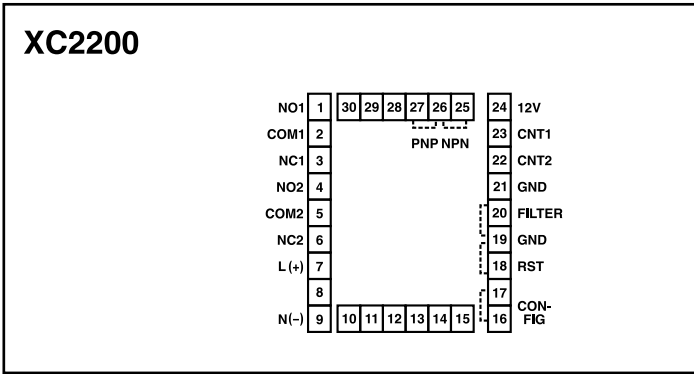 XC2200
NO1 1 30 29 28 27 26 25 24 12V
COM1 2 PNP NPN 23 CNT1
NC1 3 22 CNT2
NO2 4 21 GND
COM2 5 20 FILTER
NC2 6 19 GND
L (+) 7 18 RST
8 17 CON-
N(−) 9 10 11 12 13 14 15 16 FIG